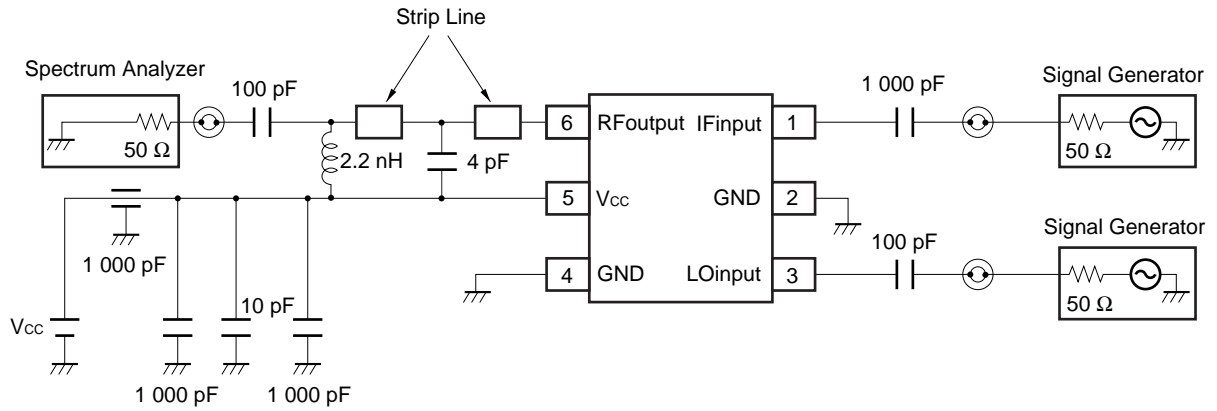 Strip Line
Spectrum Analyzer
100 pF
50 Ω
2.2 nH
4 pF
6 RFoutput IFinput 1
5 Vcc GND 2
4 GND LOinput 3
1 000 pF
Signal Generator
50 Ω
100 pF
Signal Generator
50 Ω
1 000 pF
Vcc
10 pF
1 000 pF
1 000 pF